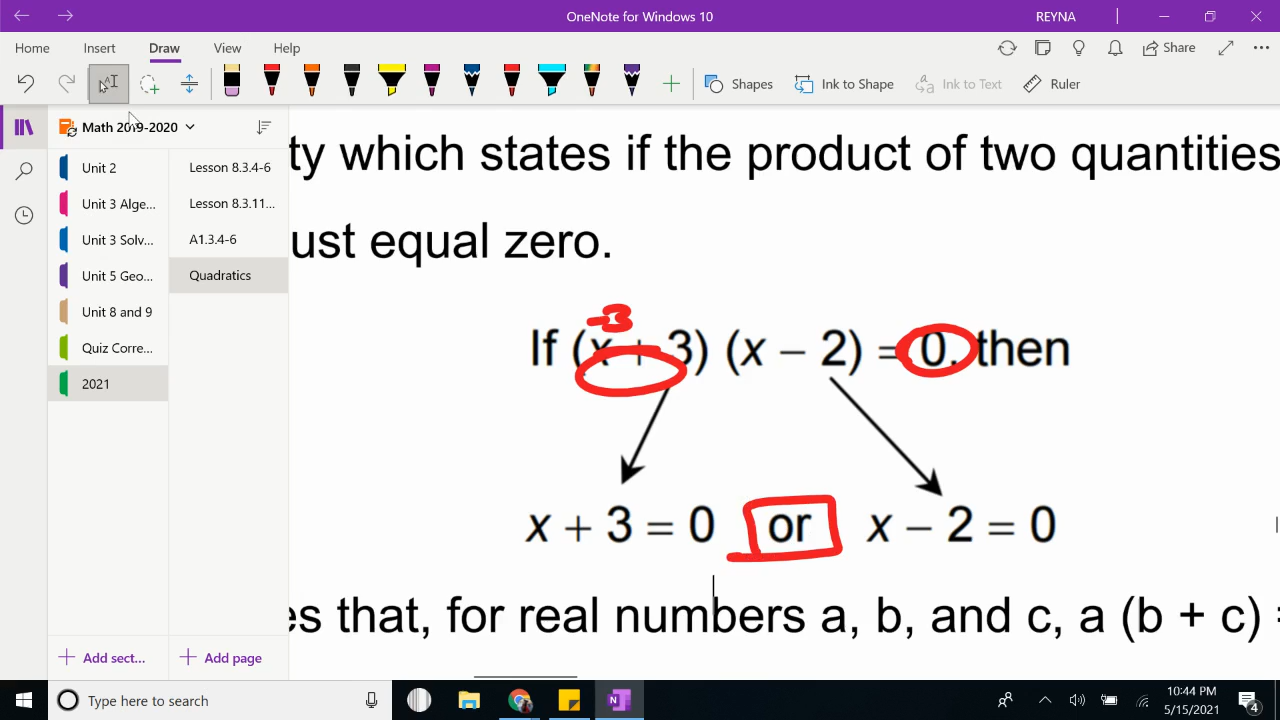 OneNote for Windows 10
REYNA
Home Insert Draw View Help
Share
Shapes Ink to Shape Ink to Text Ruler
Math 2019-2020
Unit 2
Unit 3 Alge...
Unit 3 Solv...
Unit 5 Geo...
Unit 8 and 9
Quiz Corre...
2021
Add sect...
Lesson 8.3.4-6
Lesson 8.3.11...
A1.3.4-6
Quadratics
Add page
ty which states if the product of two quantities
ust equal zero.
-3
If (x + 3) (x – 2) = 0, then
x + 3 = 0 or x – 2 = 0
es that, for real numbers a, b, and c, a (b + c) =
Type here to search
10:44 PM
5/15/2021
4